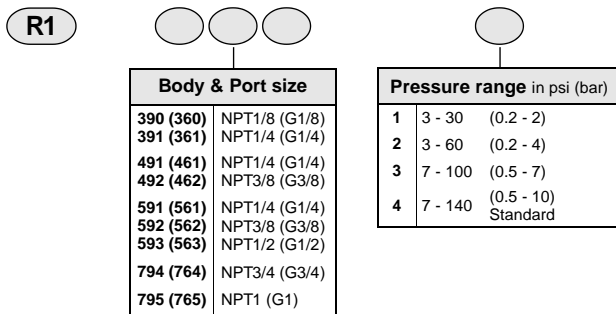 R1
Body & Port size
390 (360) NPT1/8 (G1/8)
391 (361) NPT1/4 (G1/4)
491 (461) NPT1/4 (G1/4)
492 (462) NPT3/8 (G3/8)
591 (561) NPT1/4 (G1/4)
592 (562) NPT3/8 (G3/8)
593 (563) NPT1/2 (G1/2)
794 (764) NPT3/4 (G3/4)
795 (765) NPT1 (G1)
Pressure range in psi (bar)
1 3 - 30 (0.2 - 2)
2 3 - 60 (0.2 - 4)
3 7 - 100 (0.5 - 7)
4 7 - 140 (0.5 - 10)
Standard